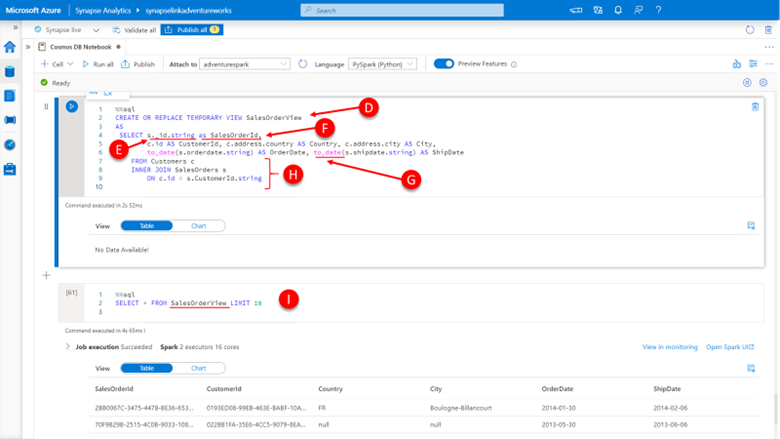 Microsoft Azure | Synapse Analytics › synapselinkadventureworks
Search
Synapse live
Validate all
Publish all 1
Cosmos DB Notebook
Cell
Run all
Publish
Attach to adventurespark
Language PySpark (Python)
Preview Features
Ready
1 %%sql
2 CREATE OR REPLACE TEMPORARY VIEW SalesOrderView
D
3 AS
4 SELECT s._id.string as SalesOrderId,
F
E
5 c.id AS CustomerId, c.address.country AS Country, c.address.city AS City,
6 to_date(s.orderdate.string) AS OrderDate, to_date(s.shipdate.string) AS ShipDate
7 FROM Customers c
8 INNER JOIN SalesOrders s
H
G
9 ON c.id = s.CustomerId.string
10
Command executed in 2s 52ms
View Table Chart
No Data Available!
[61]
1 %%sql
2 SELECT * FROM SalesOrderView LIMIT 10
I
3
Command executed in 4s 65ms
Job execution Succeeded Spark 2 executors 16 cores
View in monitoring Open Spark UI
View Table Chart
SalesOrderId CustomerId Country City OrderDate ShipDate
2BB0067C-3475-4478-BE36-653... 0193ED0B-99EB-463E-BABF-10A... FR Boulogne-Billancourt 2014-01-30 2014-02-06
70F9B29B-2515-4C0B-9033-108... 022BB1FA-35E6-4CC5-9079-8EA... null null 2013-05-30 2013-06-06